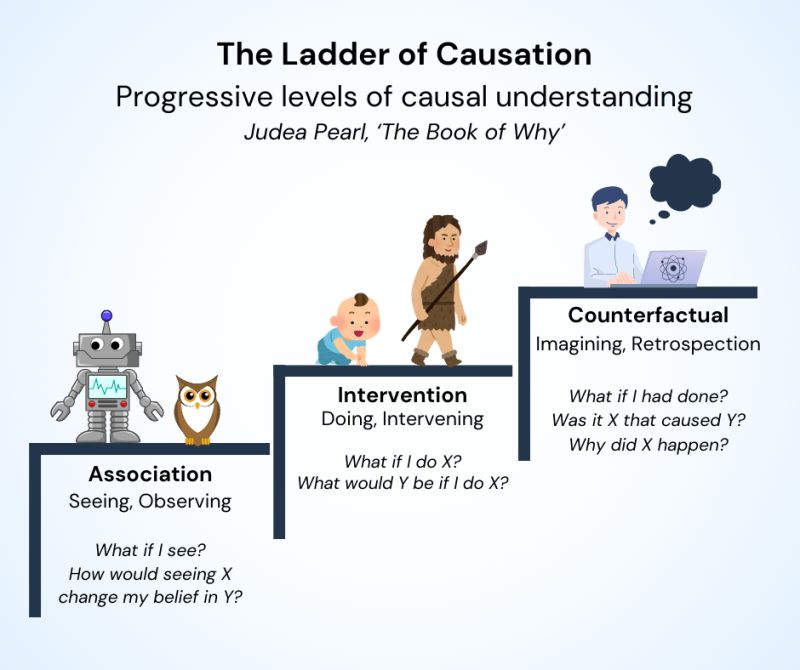 The Ladder of Causation
Progressive levels of causal understanding
Judea Pearl, ‘The Book of Why’
Association
Seeing, Observing
What if I see?
How would seeing X
change my belief in Y?
Intervention
Doing, Intervening
What if I do X?
What would Y be if I do X?
Counterfactual
Imagining, Retrospection
What if I had done?
Was it X that caused Y?
Why did X happen?